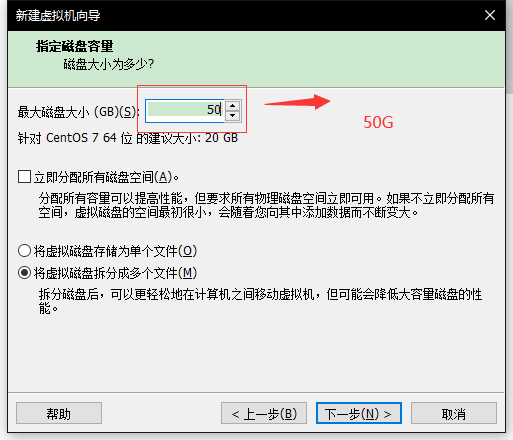 新建虚拟机向导
指定磁盘容量
磁盘大小为多少?
最大磁盘大小 (GB)(S): 50
50G
针对 CentOS 7 64 位 的建议大小: 20 GB
立即分配所有磁盘空间(A)。
分配所有容量可以提高性能，但要求所有物理磁盘空间立即可用。如果不立即分配所有
空间，虚拟磁盘的空间最初很小，会随着您向其中添加数据而不断变大。
将虚拟磁盘存储为单个文件(O)
将虚拟磁盘拆分成多个文件(M)
拆分磁盘后，可以更轻松地在计算机之间移动虚拟机，但可能会降低大容量磁盘的性
能。
帮助 < 上一步(B) 下一步(N) > 取消